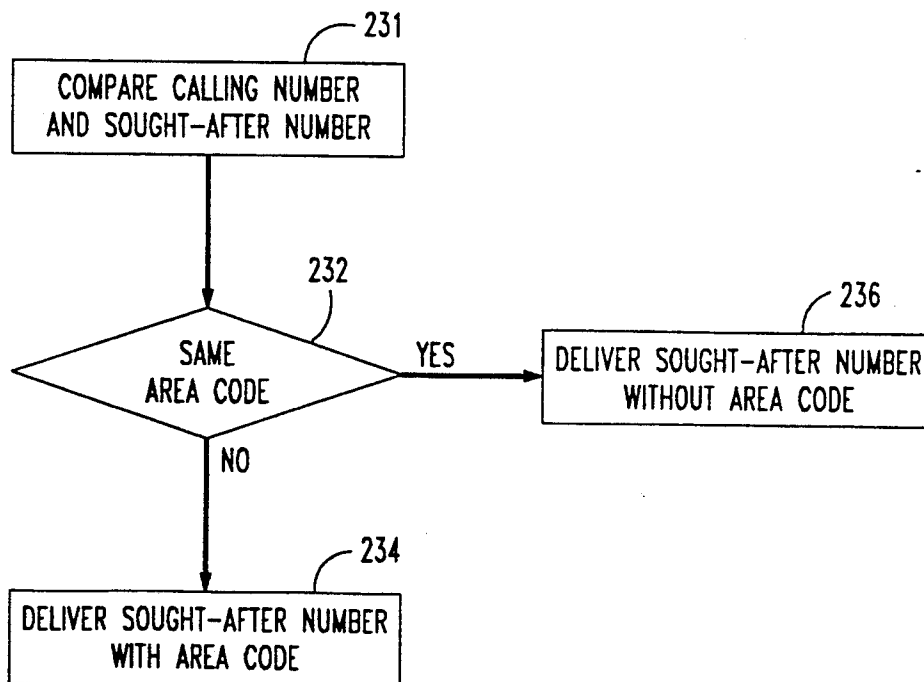 231
COMPARE CALLING NUMBER
AND SOUGHT-AFTER NUMBER
232
SAME
AREA CODE
YES
236
DELIVER SOUGHT-AFTER NUMBER
WITHOUT AREA CODE
NO
234
DELIVER SOUGHT-AFTER NUMBER
WITH AREA CODE